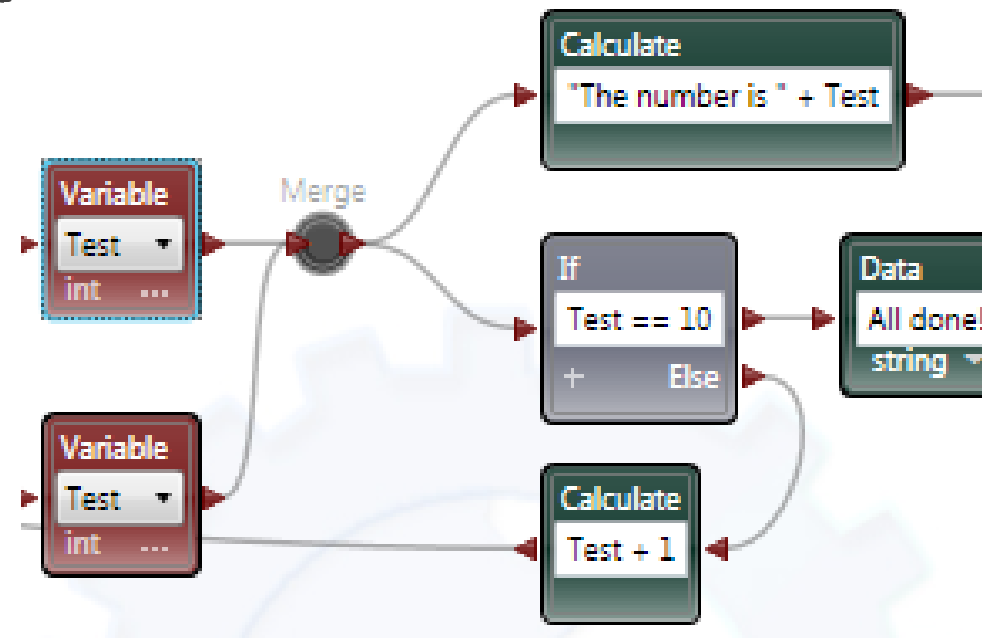 Calculate
"The number is " + Test
Variable
Test
int ...
Merge
If
Test == 10
+ Else
Data
All done!
string
Variable
Test
int ...
Calculate
Test + 1